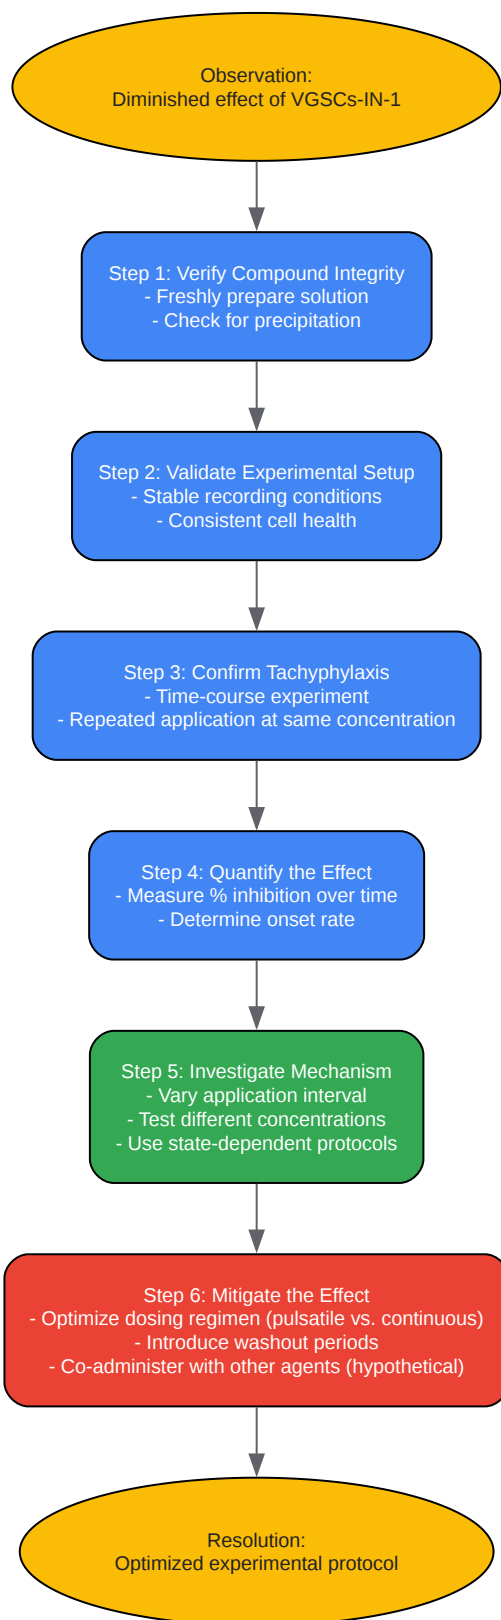 Observation:
Diminished effect of VGSCs-IN-1
Step 1: Verify Compound Integrity
- Freshly prepare solution
- Check for precipitation
Step 2: Validate Experimental Setup
- Stable recording conditions
- Consistent cell health
Step 3: Confirm Tachyphylaxis
- Time-course experiment
- Repeated application at same concentration
Step 4: Quantify the Effect
- Measure % inhibition over time
- Determine onset rate
Step 5: Investigate Mechanism
- Vary application interval
- Test different concentrations
- Use state-dependent protocols
Step 6: Mitigate the Effect
- Optimize dosing regimen (pulsatile vs. continuous)
- Introduce washout periods
- Co-administer with other agents (hypothetical)
Resolution:
Optimized experimental protocol